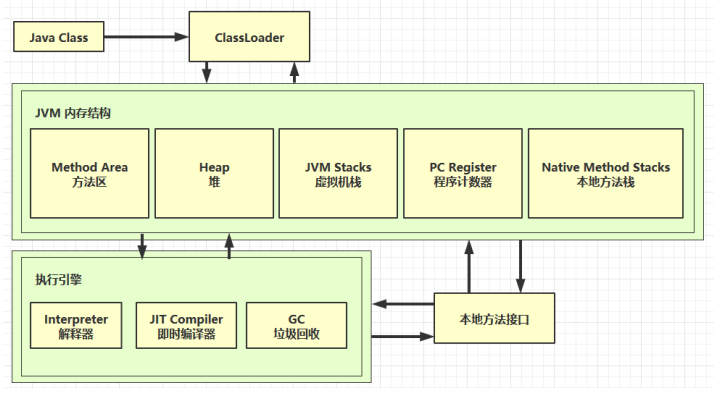 Java Class
ClassLoader
JVM 内存结构
Method Area
方法区
Heap
堆
JVM Stacks
虚拟机栈
PC Register
程序计数器
Native Method Stacks
本地方法栈
执行引擎
Interpreter
解释器
JIT Compiler
即时编译器
GC
垃圾回收
本地方法接口